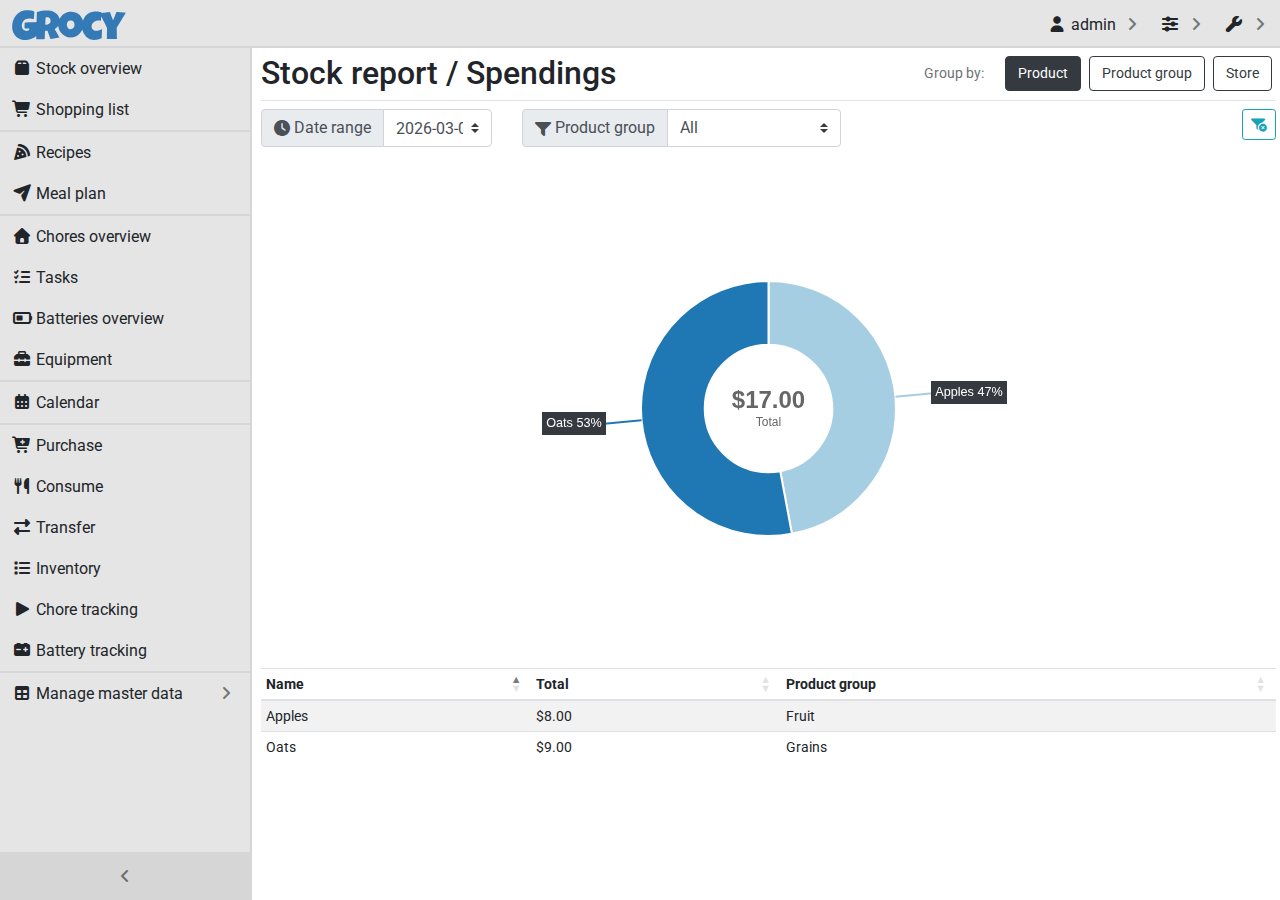 GROCY
admin
Stock overview
Shopping list
Recipes
Meal plan
Chores overview
Tasks
Batteries overview
Equipment
Calendar
Purchase
Consume
Transfer
Inventory
Chore tracking
Battery tracking
Manage master data
Stock report / Spendings
Group by: Product Product group Store
Date range 2026-03-0 Product group All
Apples 47%
$17.00
Total
Oats 53%
Name Total Product group
Apples $8.00 Fruit
Oats $9.00 Grains